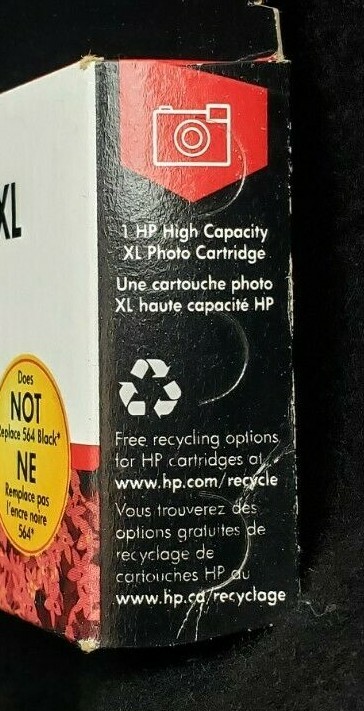 XL
Does
NOT
Replace 564 Black*
NE
Remplace pas
l'encre noire
564*
1 HP High Capacity
XL Photo Cartridge
Une cartouche photo
XL haute capacité HP
Free recycling options
for HP cartridges at
www.hp.com/recycle
Vous trouverez des
options gratuites de
recyclage de
cartouches HP au
www.hp.ca/recyclage